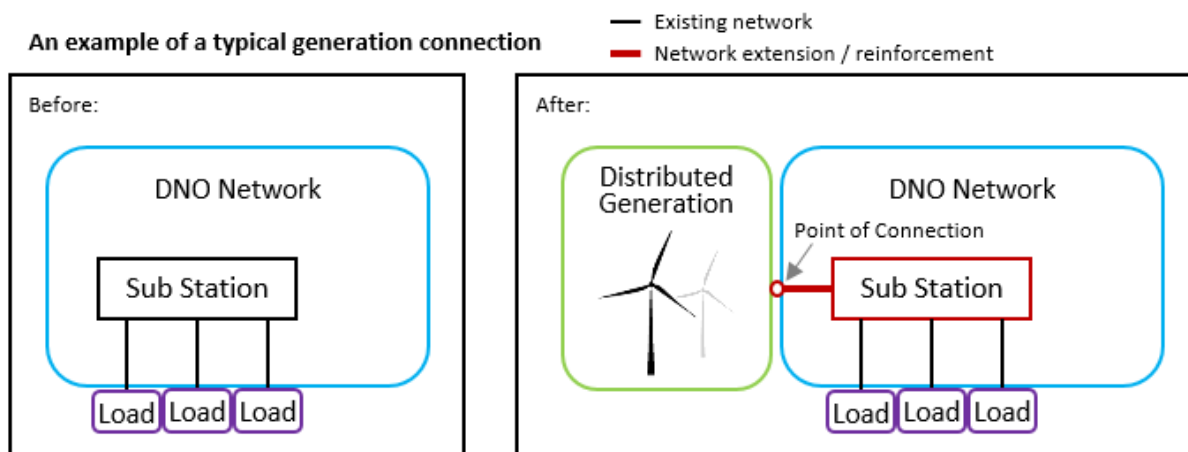 An example of a typical generation connection
Existing network
Network extension / reinforcement
Before:
DNO Network
Sub Station
Load
Load
Load
After:
Distributed
Generation
DNO Network
Point of Connection
Sub Station
Load
Load
Load